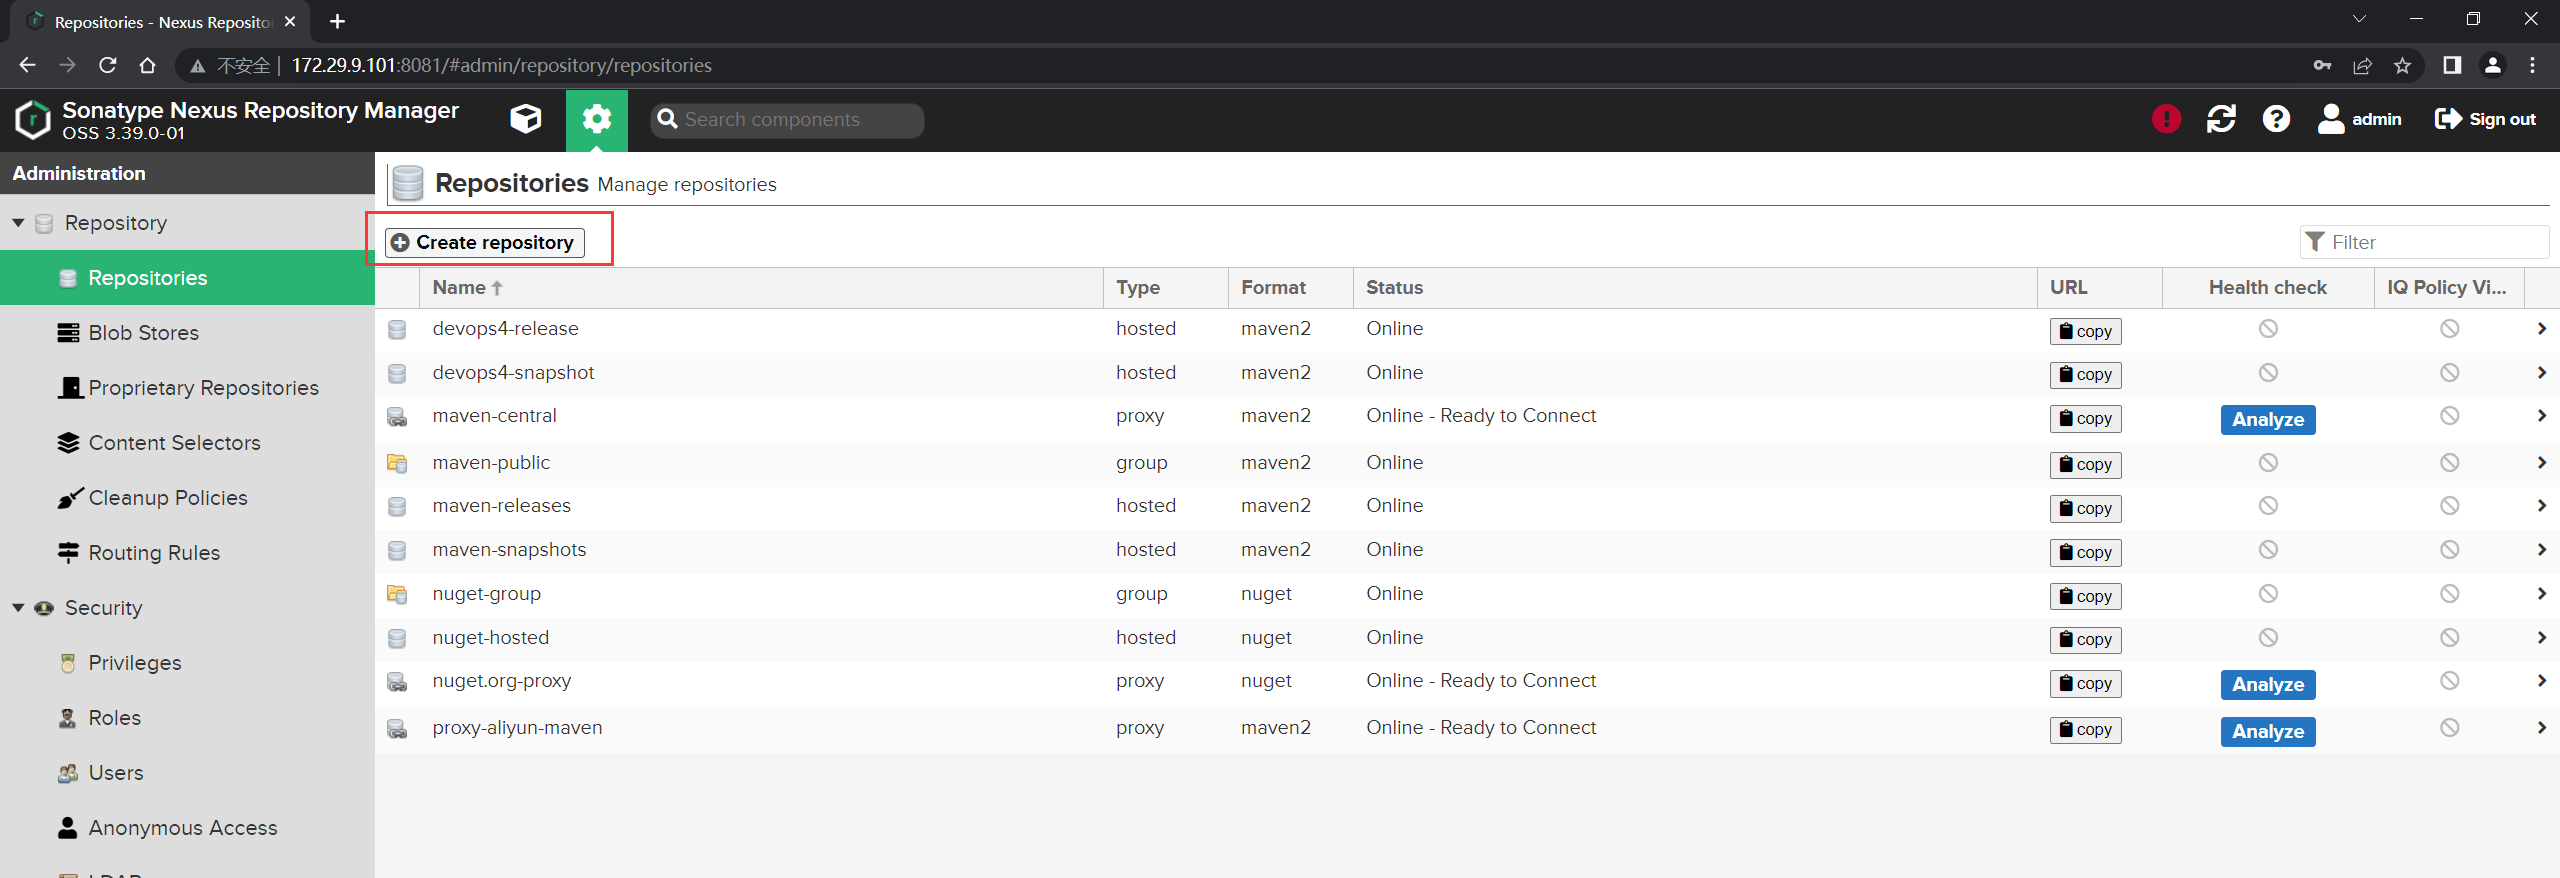 Repositories - Nexus Reposito
不安全 172.29.9.101:8081/#admin/repository/repositories
Sonatype Nexus Repository Manager
OSS 3.39.0-01
Search components
admin
Sign out
Administration
Repository
Repositories
Blob Stores
Proprietary Repositories
Content Selectors
Cleanup Policies
Routing Rules
Security
Privileges
Roles
Users
Anonymous Access
Repositories Manage repositories
Create repository
Filter
Name Type Format Status URL Health check IQ Policy Vi...
devops4-release hosted maven2 Online copy
devops4-snapshot hosted maven2 Online copy
maven-central proxy maven2 Online - Ready to Connect copy Analyze
maven-public group maven2 Online copy
maven-releases hosted maven2 Online copy
maven-snapshots hosted maven2 Online copy
nuget-group group nuget Online copy
nuget-hosted hosted nuget Online copy
nuget.org-proxy proxy nuget Online - Ready to Connect copy Analyze
proxy-aliyun-maven proxy maven2 Online - Ready to Connect copy Analyze